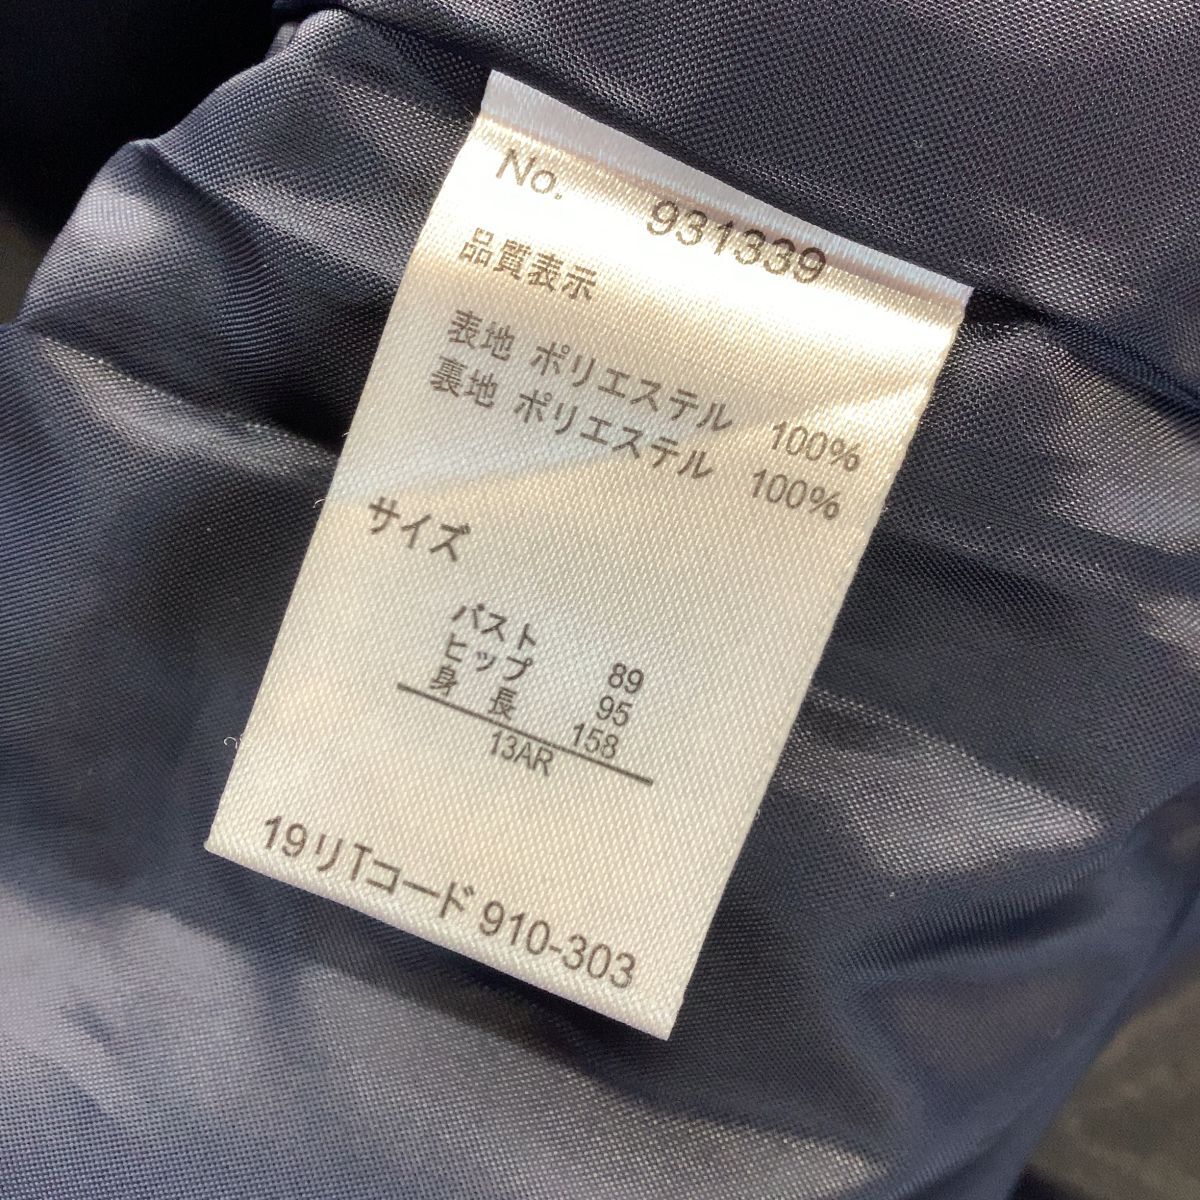 No. 931339
品質表示
表地 ポリエステル 100%
裏地 ポリエステル 100%
サイズ
バスト 89
ヒップ 95
身長 158
13AR
19リTコード 910-303